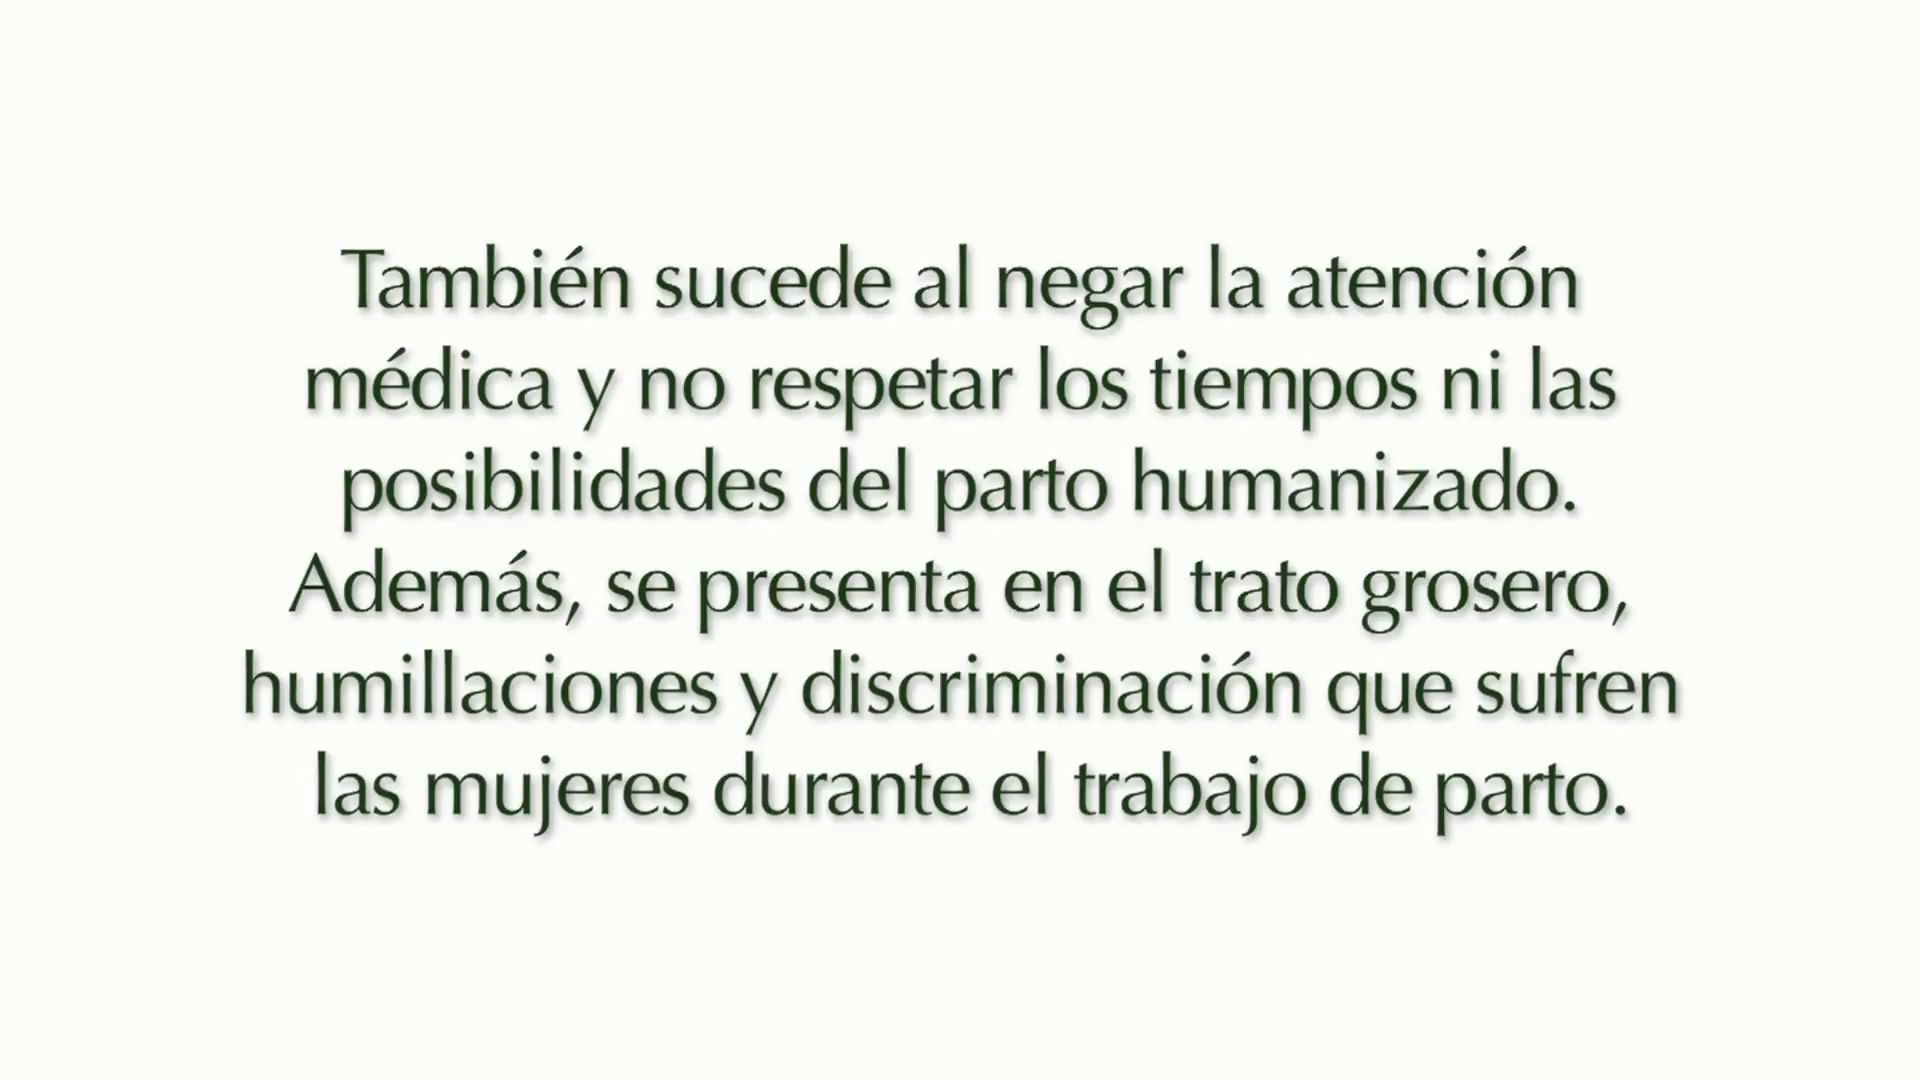 También sucede al negar la atención
médica y no respetar los tiempos ni las
posibilidades del parto humanizado.
Además, se presenta en el trato grosero,
humillaciones y discriminación que sufren
las mujeres durante el trabajo de parto.